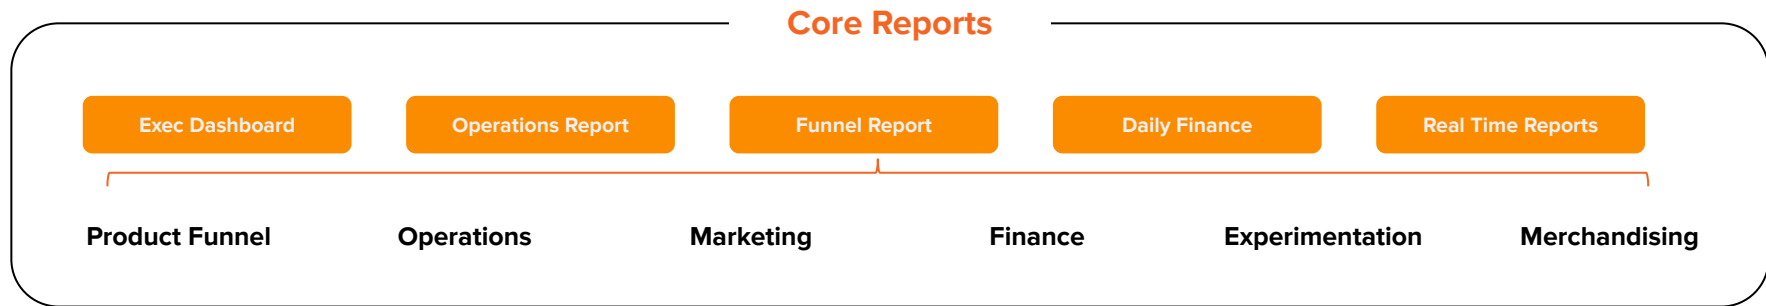 Core Reports
Exec Dashboard
Operations Report
Funnel Report
Daily Finance
Real Time Reports
Product Funnel
Operations
Marketing
Finance
Experimentation
Merchandising